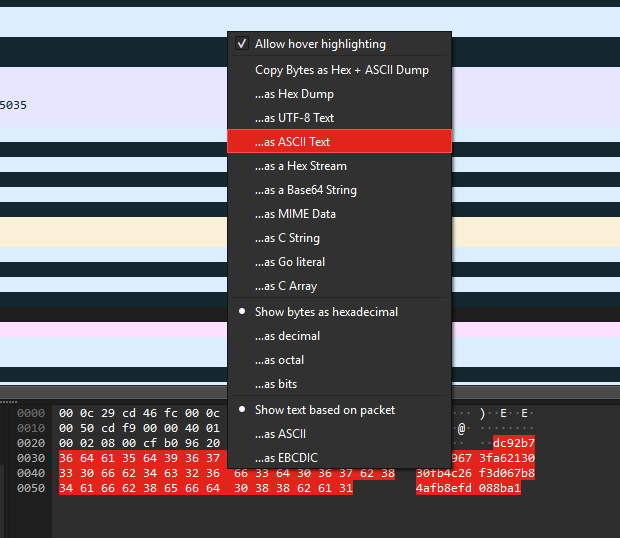 5035
Allow hover highlighting
Copy Bytes as Hex + ASCII Dump
...as Hex Dump
...as UTF-8 Text
...as ASCII Text
...as a Hex Stream
...as a Base64 String
...as MIME Data
...as C String
...as Go literal
...as C Array
Show bytes as hexadecimal
...as decimal
...as octal
...as bits
Show text based on packet
...as ASCII
...as EBCDIC
0000 00 0c 29 cd 46 fc 00 0c ) E E
0010 00 50 cd f9 00 00 40 01 @
0020 00 02 08 00 cf b0 96 20 dc92b7
0030 36 64 61 35 64 39 36 37 967 3fa62130
0040 33 30 66 62 34 63 32 36 66 33 64 30 36 37 62 38 30fb4c26 f3d067b8
0050 34 61 66 62 38 65 66 64 30 38 38 62 61 31 4afb8efd 088ba1